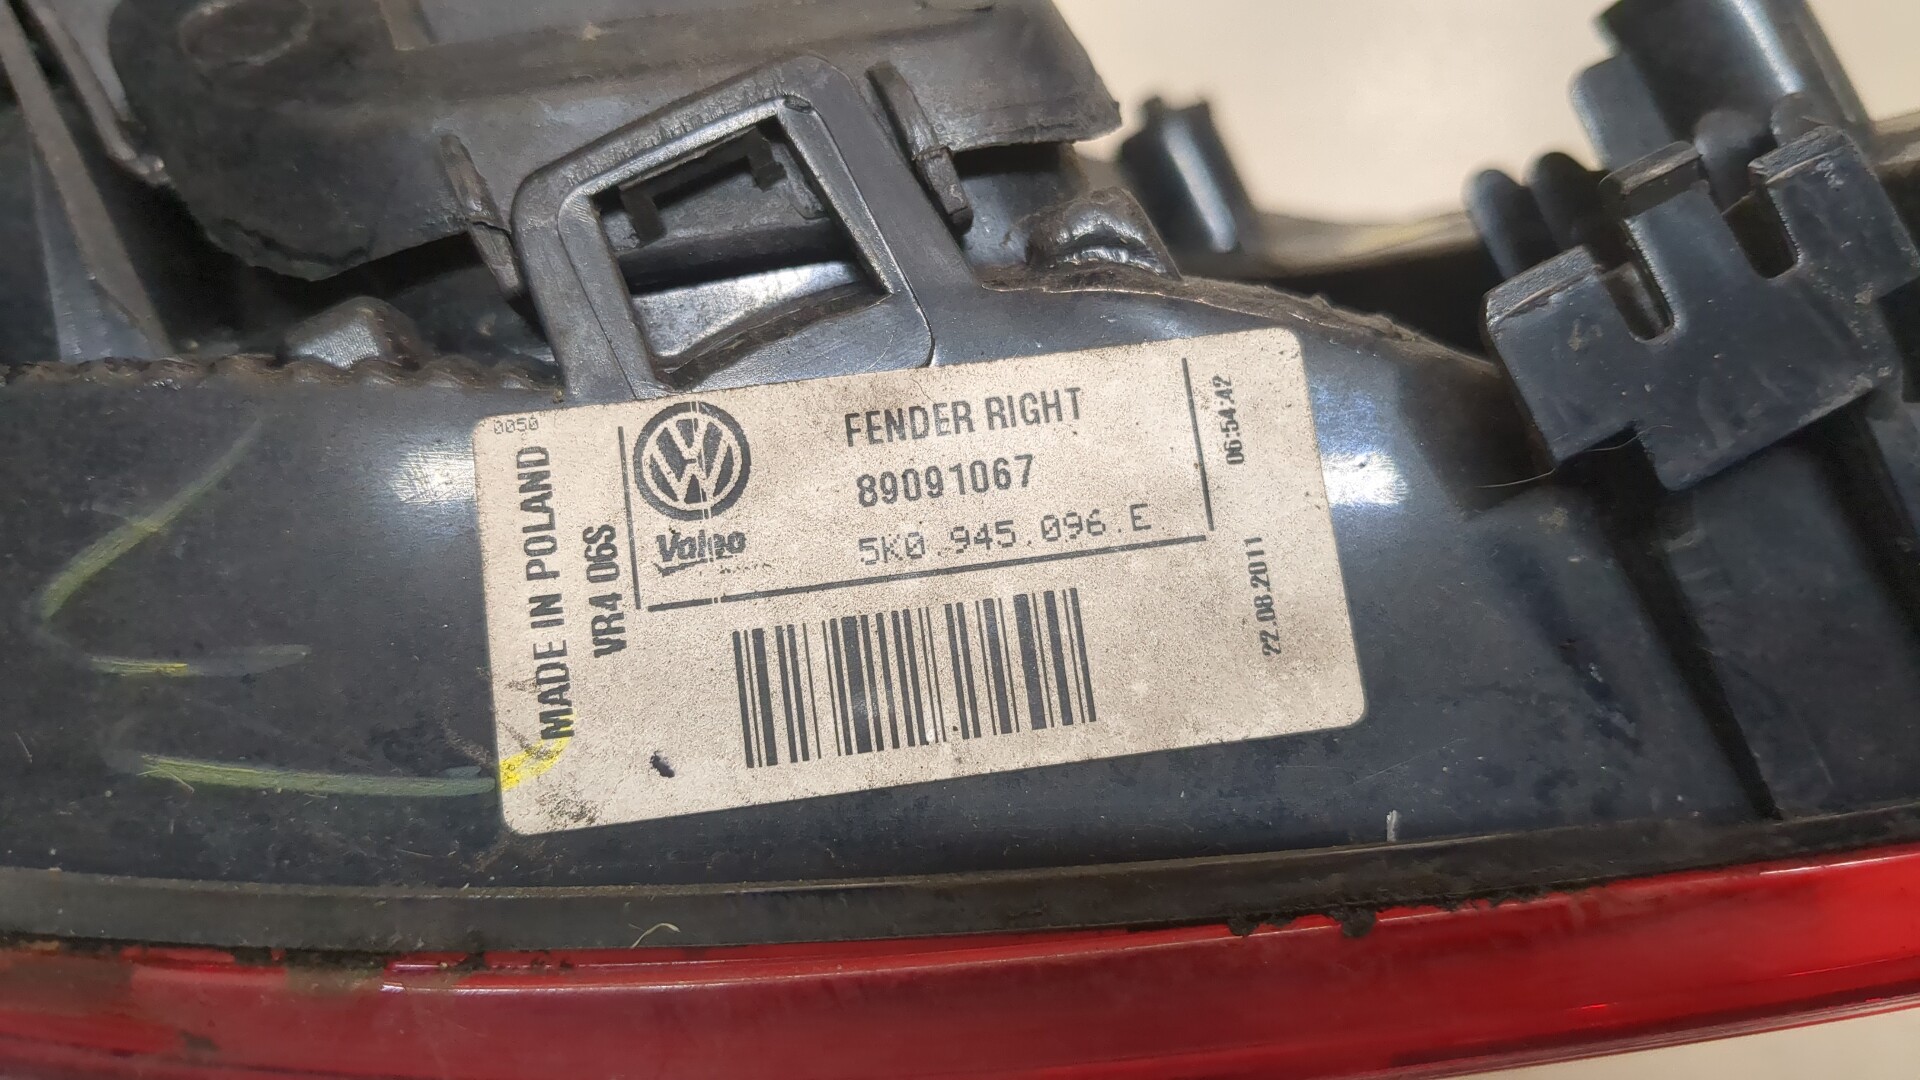 0050
MADE IN POLAND
VR4 06S
FENDER RIGHT
89091067
Valeo
5K0.945.096.E
06:54:42
22.08.2011